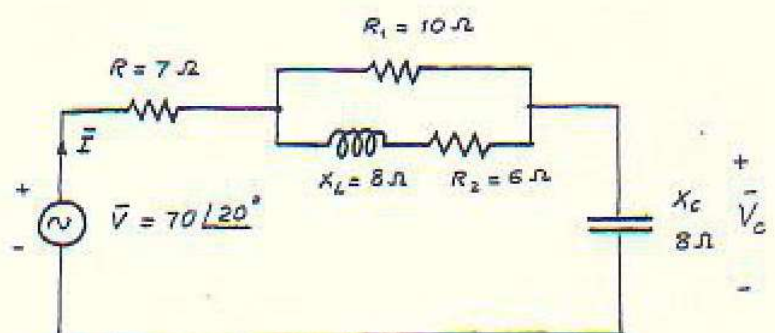 R₁ = 10 Ω
R = 7 Ω
Ī
X_L = 8 Ω
R₂ = 6 Ω
+
-
V̄ = 70 ∠20°
X_C
8 Ω
+
V̄_C
-